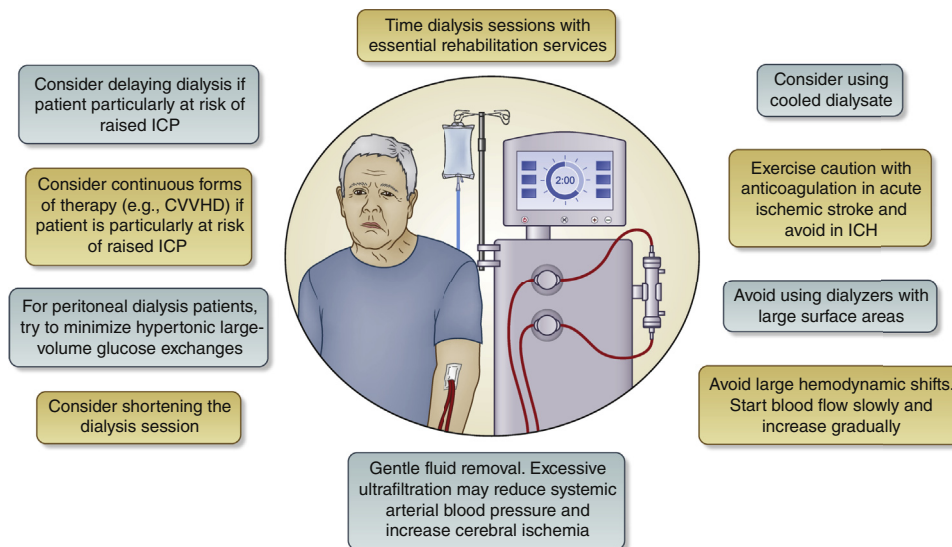 Time dialysis sessions with
essential rehabilitation services
Consider delaying dialysis if
patient particularly at risk of
raised ICP
Consider continuous forms
of therapy (e.g., CVVHD) if
patient is particularly at risk
of raised ICP
For peritoneal dialysis patients,
try to minimize hypertonic large-
volume glucose exchanges
Consider shortening the
dialysis session
2:00
Consider using
cooled dialysate
Exercise caution with
anticoagulation in acute
ischemic stroke and
avoid in ICH
Avoid using dialyzers with
large surface areas
Avoid large hemodynamic shifts.
Start blood flow slowly and
increase gradually
Gentle fluid removal. Excessive
ultrafiltration may reduce systemic
arterial blood pressure and
increase cerebral ischemia